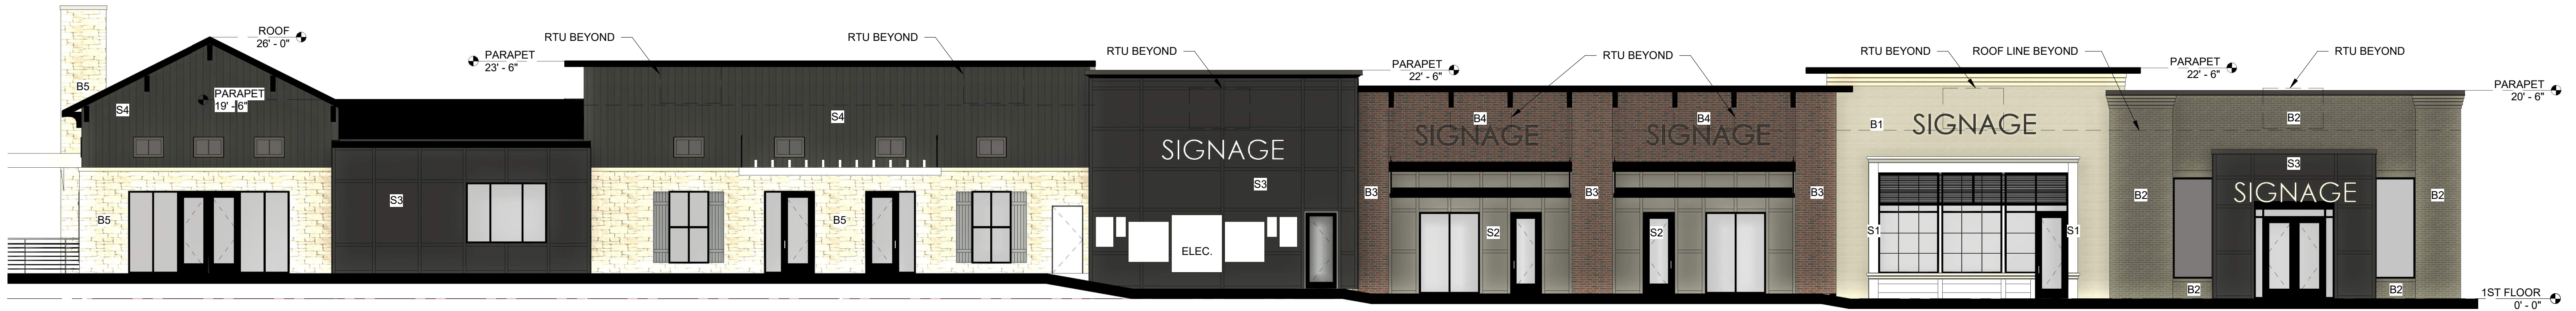 ROOF
26' - 0"
RTU BEYOND
RTU BEYOND
PARAPET
23' - 6"
RTU BEYOND
PARAPET
22' - 6"
RTU BEYOND
RTU BEYOND
ROOF LINE BEYOND
RTU BEYOND
PARAPET
22' - 6"
PARAPET
20' - 6"
B5
S4
PARAPET
19' - 6"
S4
B4
SIGNAGE
B4
SIGNAGE
B1
SIGNAGE
B2
SIGNAGE
S3
S3
SIGNAGE
S3
B3
B3
B3
B2
B2
B5
B5
S2
S2
S1
S1
ELEC.
B2
B2
1ST FLOOR
0' - 0"